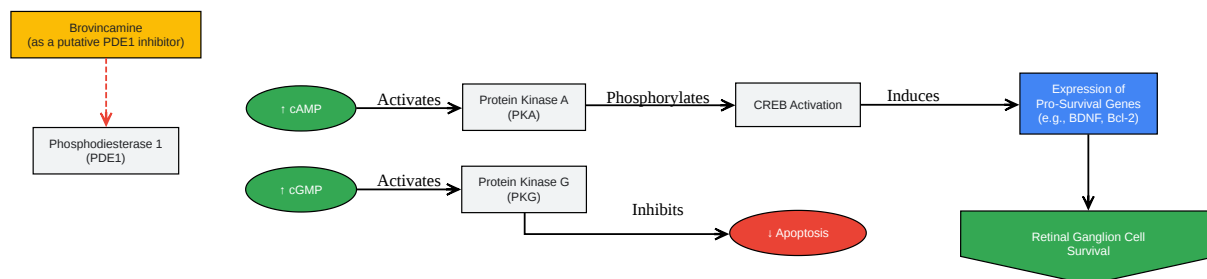 Brovincamine
(as a putative PDE1 inhibitor)
Phosphodiesterase 1
(PDE1)
↑ cAMP
Activates
Protein Kinase A
(PKA)
Phosphorylates
CREB Activation
Induces
Expression of
Pro-Survival Genes
(e.g., BDNF, Bcl-2)
↑ cGMP
Activates
Protein Kinase G
(PKG)
Inhibits
↓ Apoptosis
Retinal Ganglion Cell
Survival